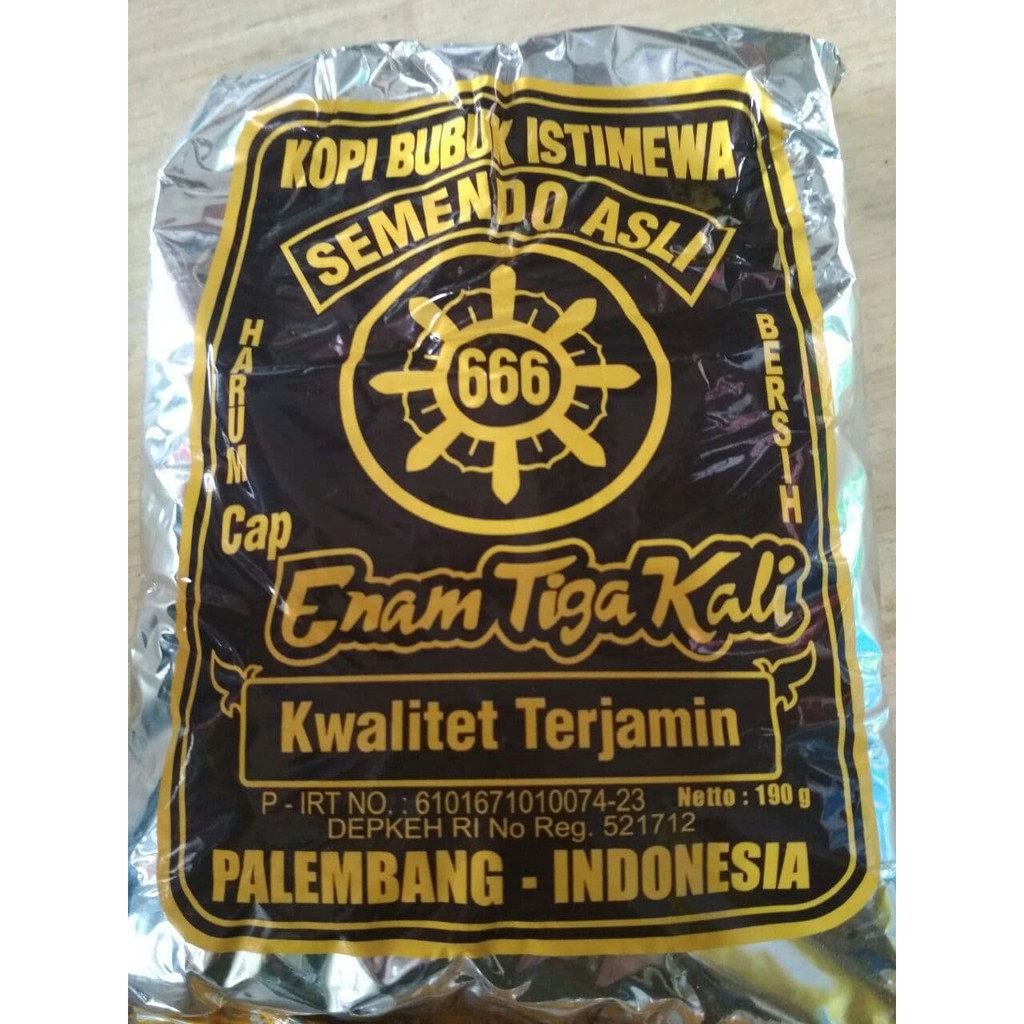 KOPI BUBUK ISTIMEWA
SEMENDO ASLI
666
HARUM
BERSIH
Cap
Enam Tiga Kali
Kwalitet Terjamin
P - IRT NO. : 6101671010074-23 Netto : 190 g
DEPKEH RI No Reg. 521712
PALEMBANG - INDONESIA